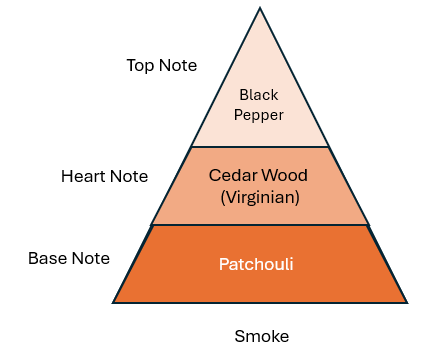 Top Note
Black
Pepper
Heart Note
Cedar Wood
(Virginian)
Base Note
Patchouli
Smoke